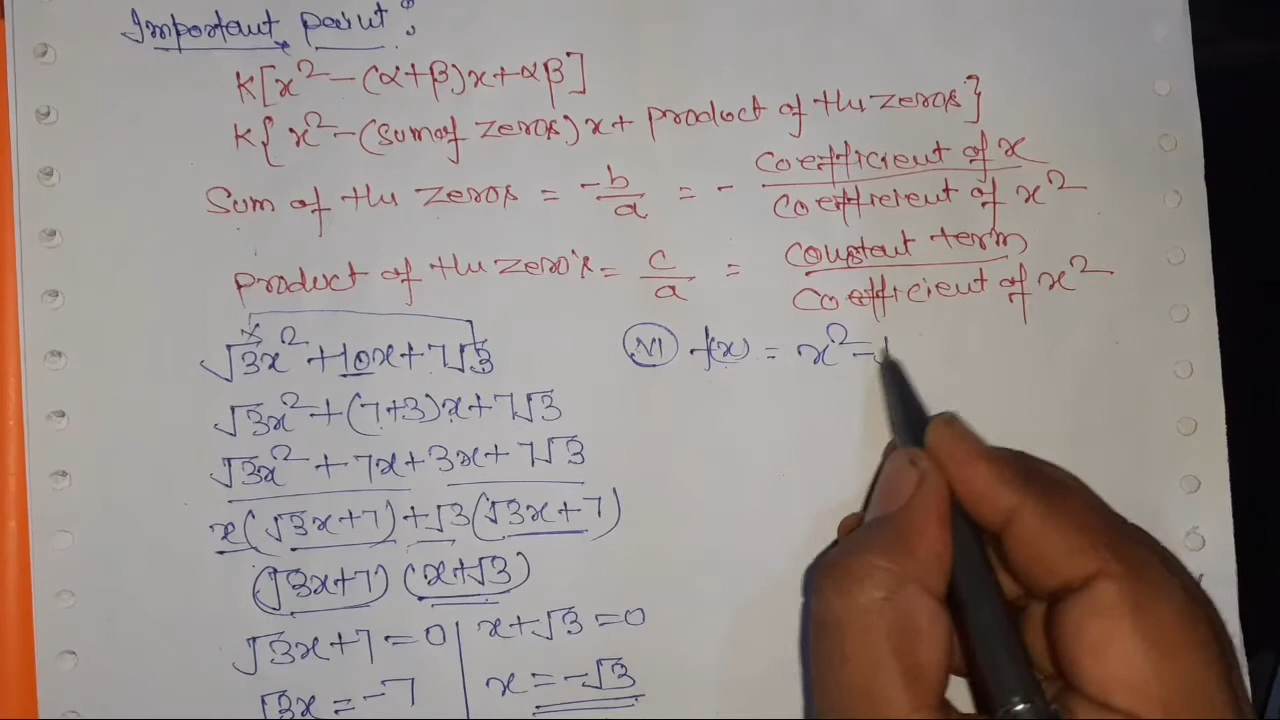 Important point :
K[x² - (α+β)x + αβ]
K{x² - (sum of zeros)x + product of the zeros}
Sum of the zeros = -b/a = - coefficient of x / coefficient of x²
product of the zeros = c/a = constant term / coefficient of x²
√3x² + 10x + 7√3
√3x² + (7+3)x + 7√3
√3x² + 7x + 3x + 7√3
x(√3x+7) + √3(√3x+7)
(√3x+7) (x+√3)
√3x+7 = 0 | x+√3 = 0
√3x = -7 | x = -√3
(VI) f(x) = x² -